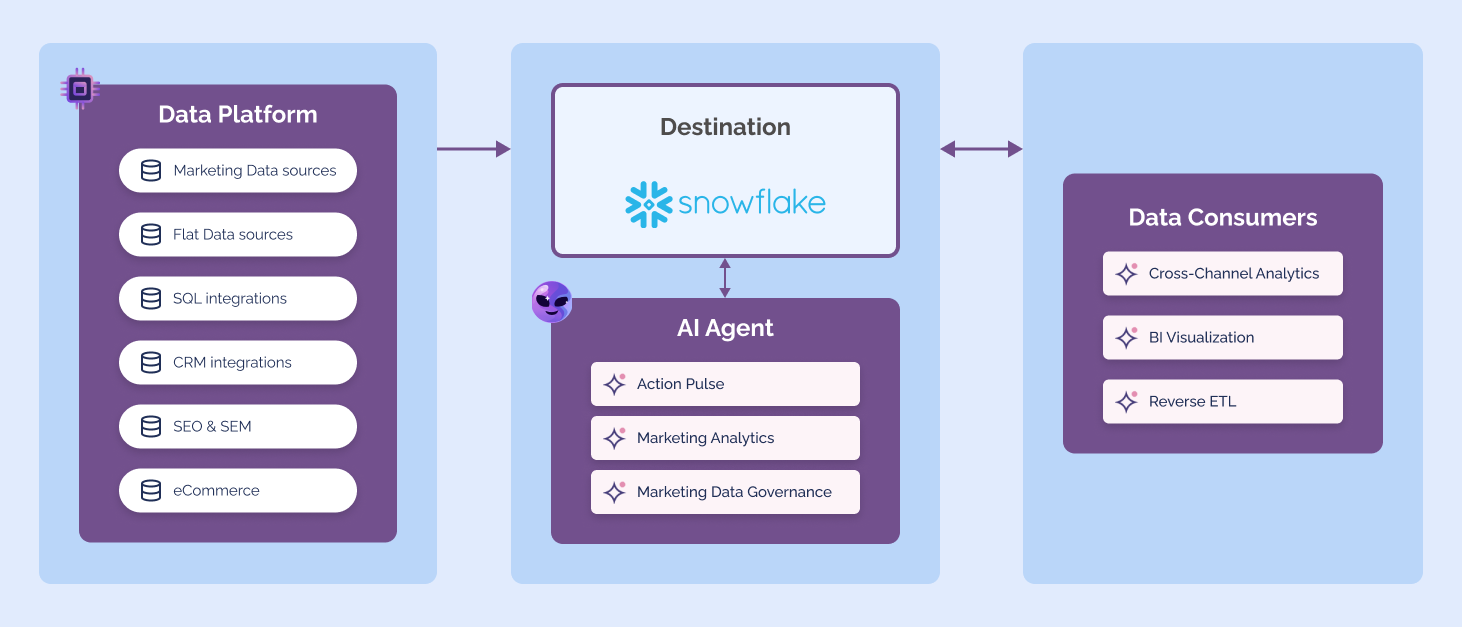 Data Platform
Marketing Data sources
Flat Data sources
SQL integrations
CRM integrations
SEO & SEM
eCommerce
Destination
snowflake
AI Agent
Action Pulse
Marketing Analytics
Marketing Data Governance
Data Consumers
Cross-Channel Analytics
BI Visualization
Reverse ETL